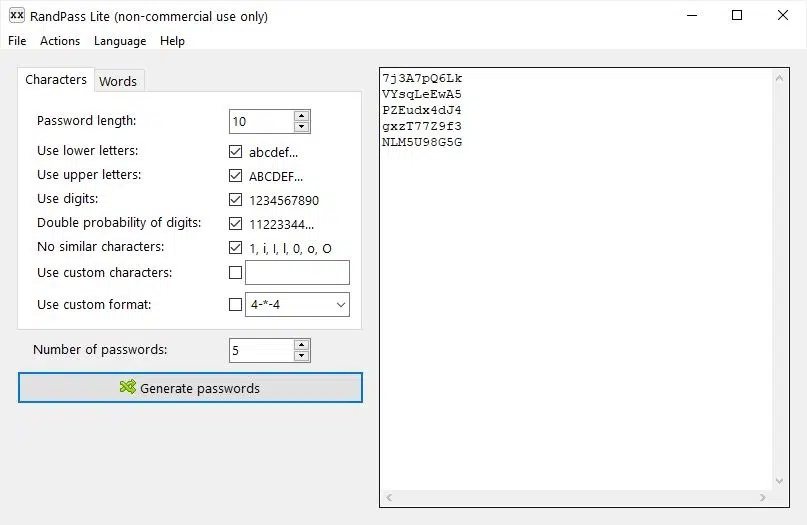 xx RandPass Lite (non-commercial use only)
File Actions Language Help
Characters Words
Password length: 10
Use lower letters: abcdef...
Use upper letters: ABCDEF...
Use digits: 1234567890
Double probability of digits: 11223344...
No similar characters: 1, i, I, l, 0, o, O
Use custom characters:
Use custom format: 4-*-4
Number of passwords: 5
Generate passwords
7j3A7pQ6Lk
VYsqLeEwA5
PZEudx4dJ4
gxzT77Z9f3
NLM5U98G5G